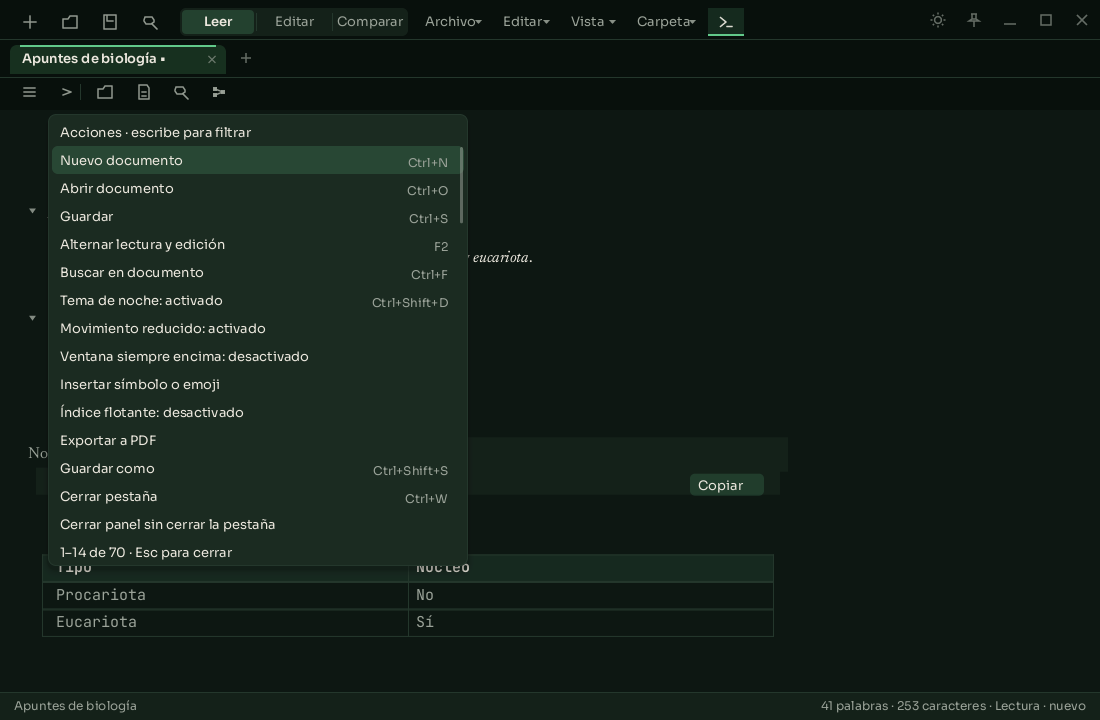 Leer Editar Comparar Archivo Editar Vista Carpeta
Apuntes de biología
Acciones · escribe para filtrar
Nuevo documento Ctrl+N
Abrir documento Ctrl+O
Guardar Ctrl+S
Alternar lectura y edición F2
eucariota.
Buscar en documento Ctrl+F
Tema de noche: activado Ctrl+Shift+D
Movimiento reducido: activado
Ventana siempre encima: desactivado
Insertar símbolo o emoji
Índice flotante: desactivado
Exportar a PDF
No
Guardar como Ctrl+Shift+S
Copiar
Cerrar pestaña Ctrl+W
Cerrar panel sin cerrar la pestaña
1–14 de 70 · Esc para cerrar
Tipo Núcleo
Procariota No
Eucariota Sí
Apuntes de biología 41 palabras · 253 caracteres · Lectura · nuevo